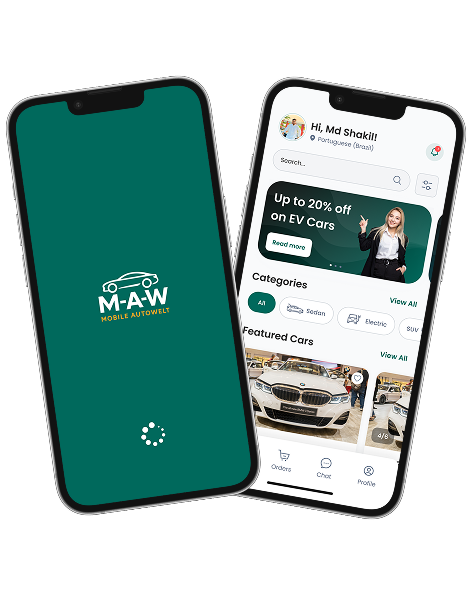 M-A-W
MOBILE AUTOWELT
Hi, Md Shakil!
Portuguese (Brazil)
Search...
Up to 20% off
on EV Cars
Read more
Categories
View All
All
Sedan
Electric
SUV
Featured Cars
View All
4/6
Orders
Chat
Profile